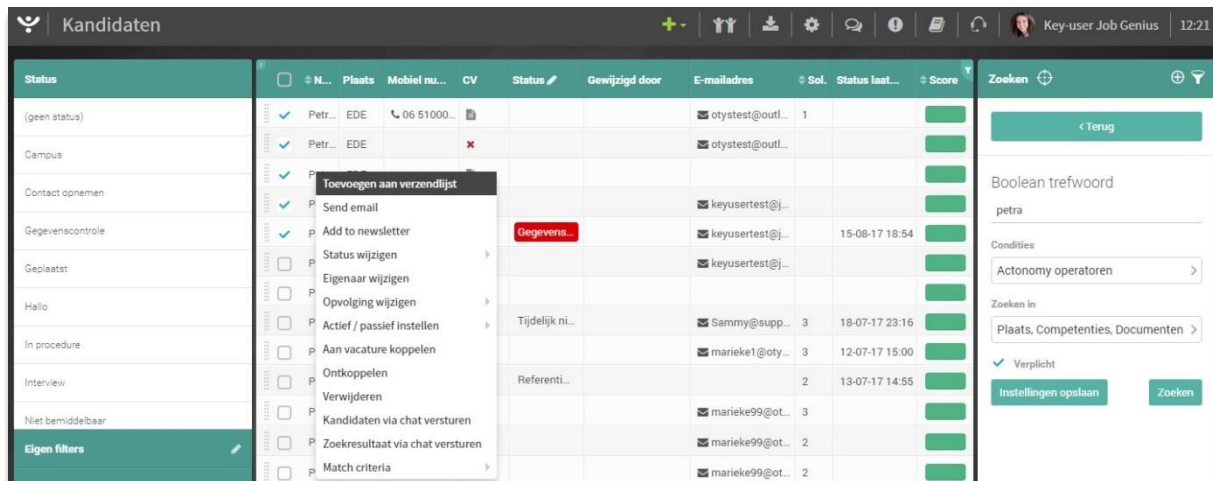 Kandidaten
Key-user Job Genius 12:21
Status
(geen status)
Campus
Contact opnemen
Gegevenscontrole
Geplaatst
Hallo
In procedure
Interview
Niet bemiddelbaar
Eigen filters
N... Plaats Mobiel nu... CV Status Gewijzigd door E-mailadres Sol. Status laat... Score
Petr... EDE 06 51000... otystest@outl... 1
Petr... EDE otystest@outl...
P
P keyusertest@j...
P Gegevens... keyusertest@j... 15-08-17 18:54
P keyusertest@j...
P
P Tijdelijk ni... Sammy@supp... 3 18-07-17 23:16
P marieke1@oty... 3 12-07-17 15:00
P Referenti... 2 13-07-17 14:55
P marieke99@ot... 3
P marieke99@ot... 2
P marieke99@ot... 2
Toevoegen aan verzendlijst
Send email
Add to newsletter
Status wijzigen
Eigenaar wijzigen
Opvolging wijzigen
Actief / passief instellen
Aan vacature koppelen
Ontkoppelen
Verwijderen
Kandidaten via chat versturen
Zoekresultaat via chat versturen
Match criteria
Zoeken
< Terug
Boolean trefwoord
petra
Condities
Actonomy operatoren
Zoeken in
Plaats, Competenties, Documenten
Verplicht
Instellingen opslaan Zoeken